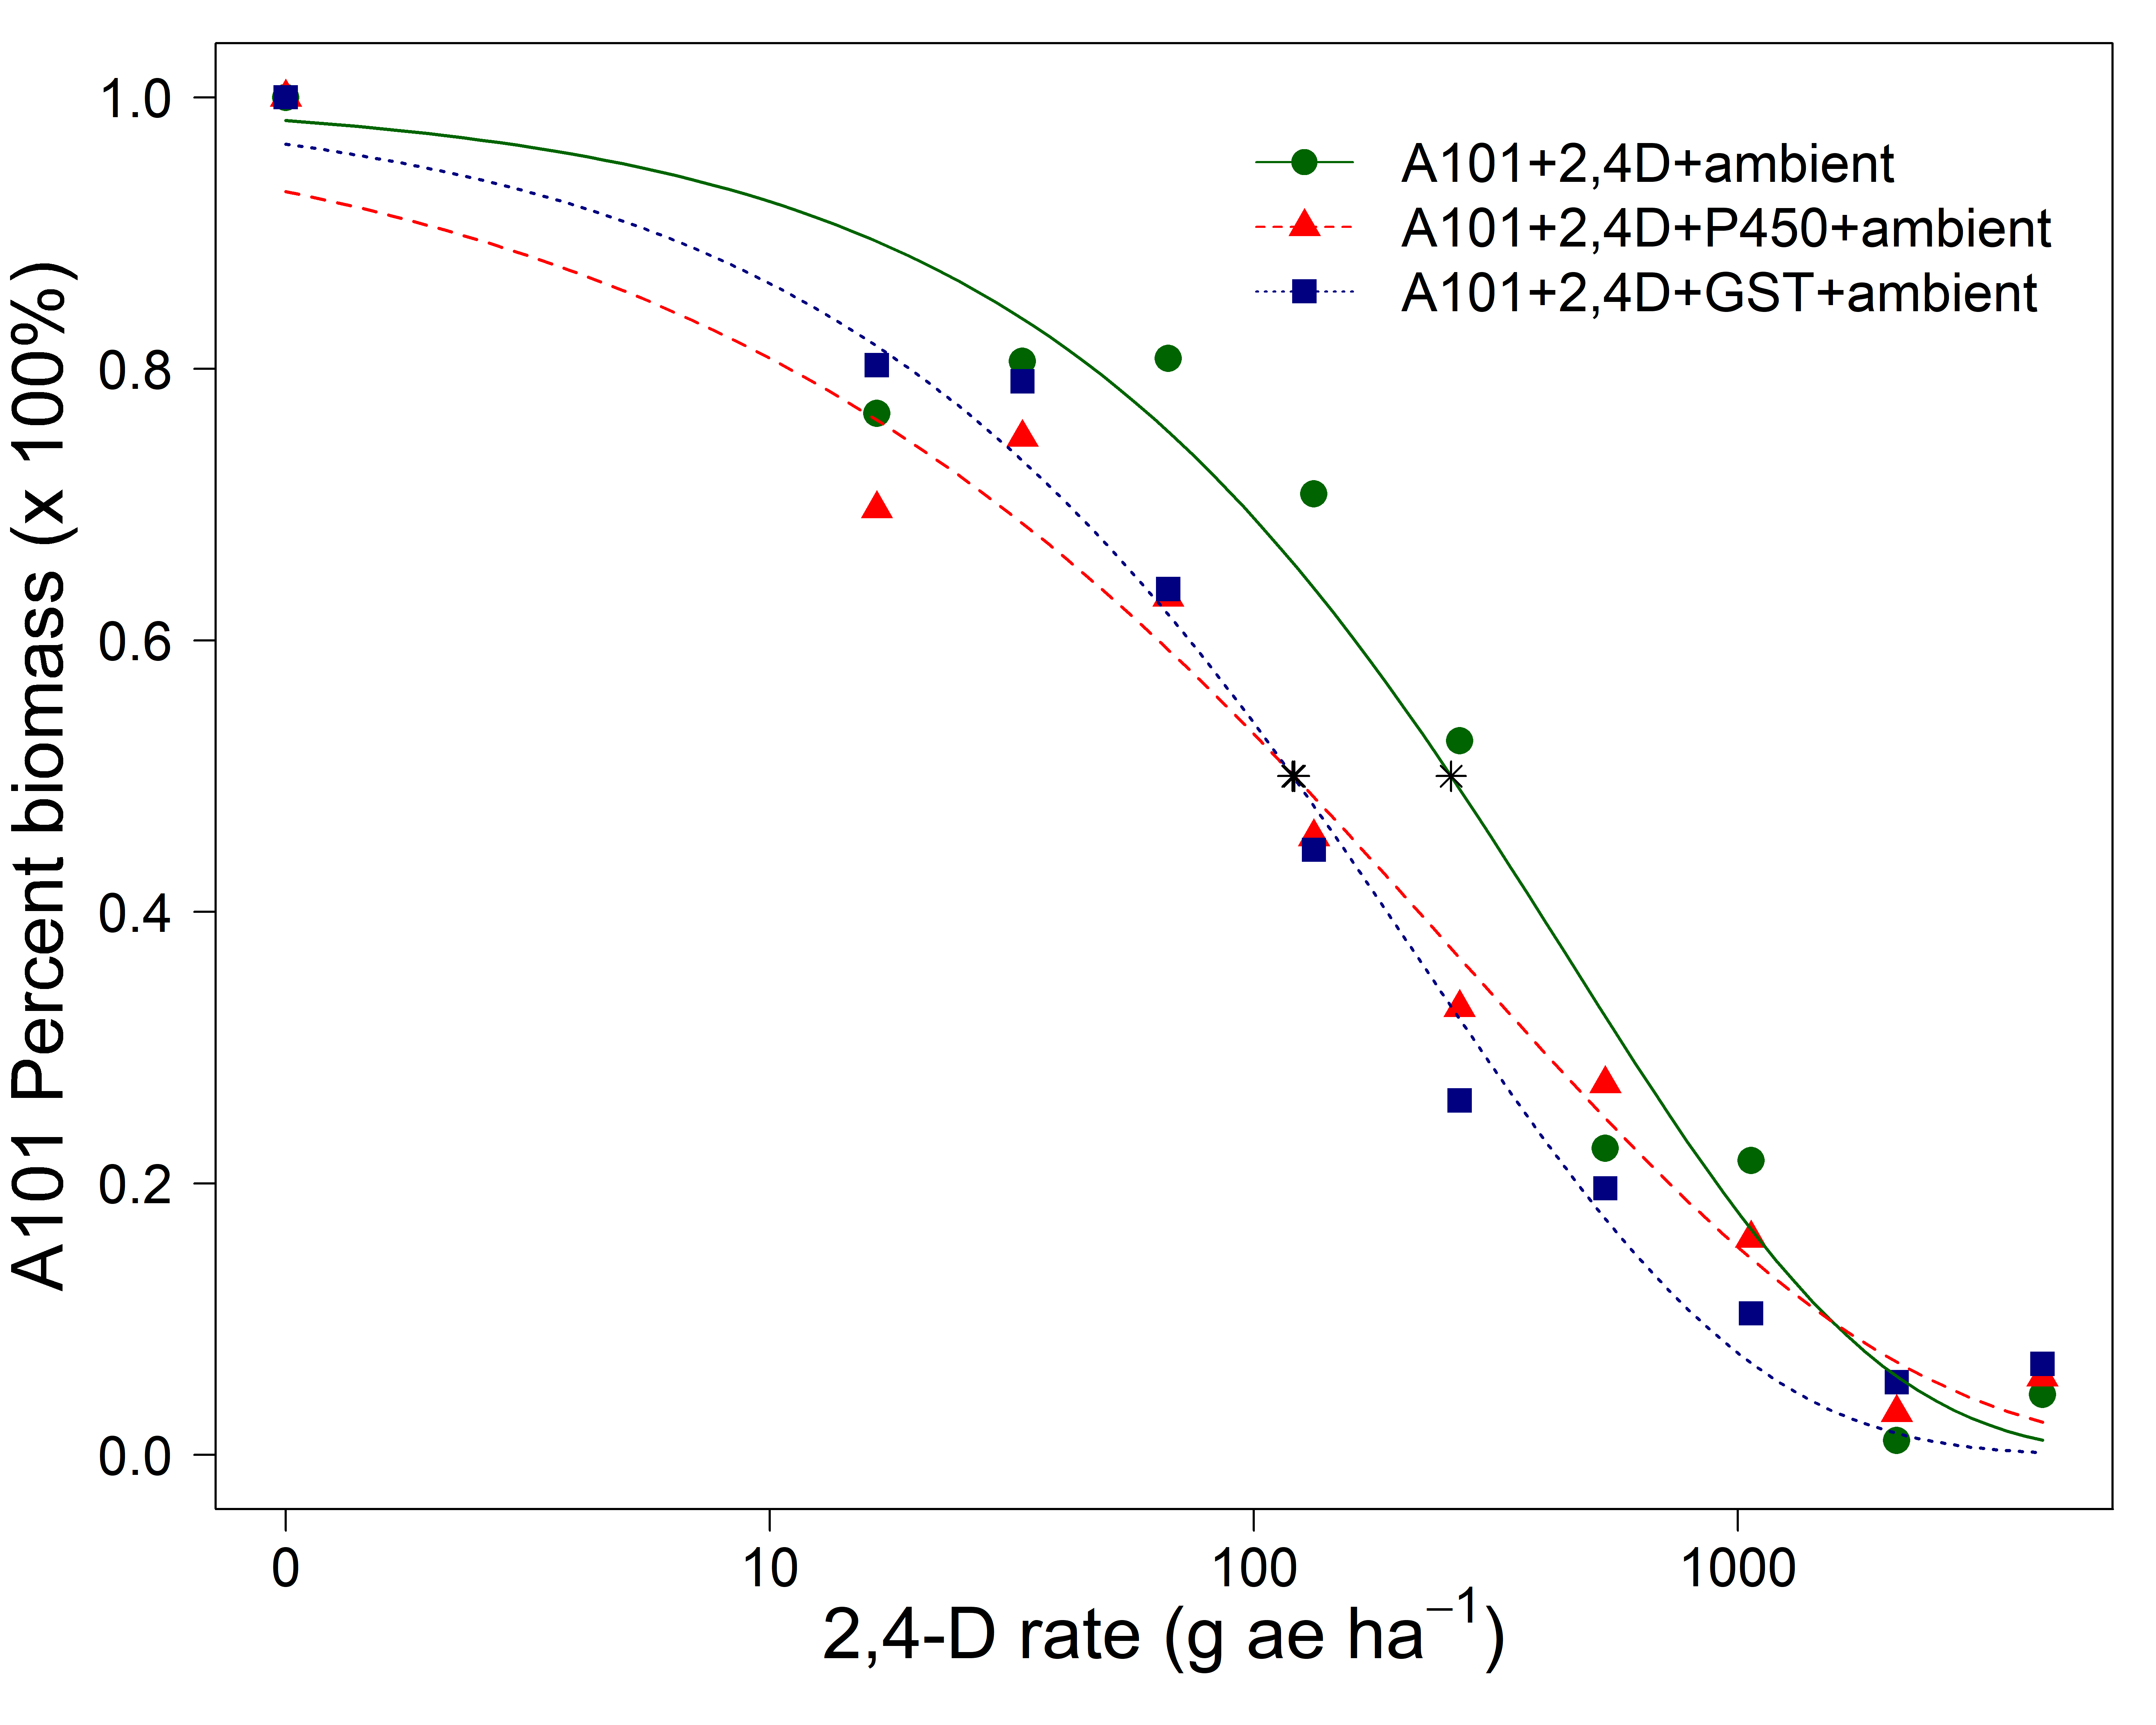 A101 Percent biomass (x 100%)
1.0
0.8
0.6
0.4
0.2
0.0
A101+2,4D+ambient
A101+2,4D+P450+ambient
A101+2,4D+GST+ambient
0 10 100 1000
2,4-D rate (g ae ha⁻¹)